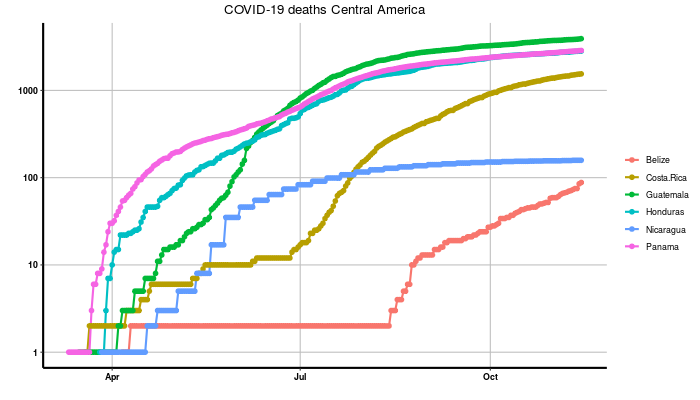 COVID-19 deaths Central America
1000
100
10
1
Apr
Jul
Oct
Belize
Costa.Rica
Guatemala
Honduras
Nicaragua
Panama